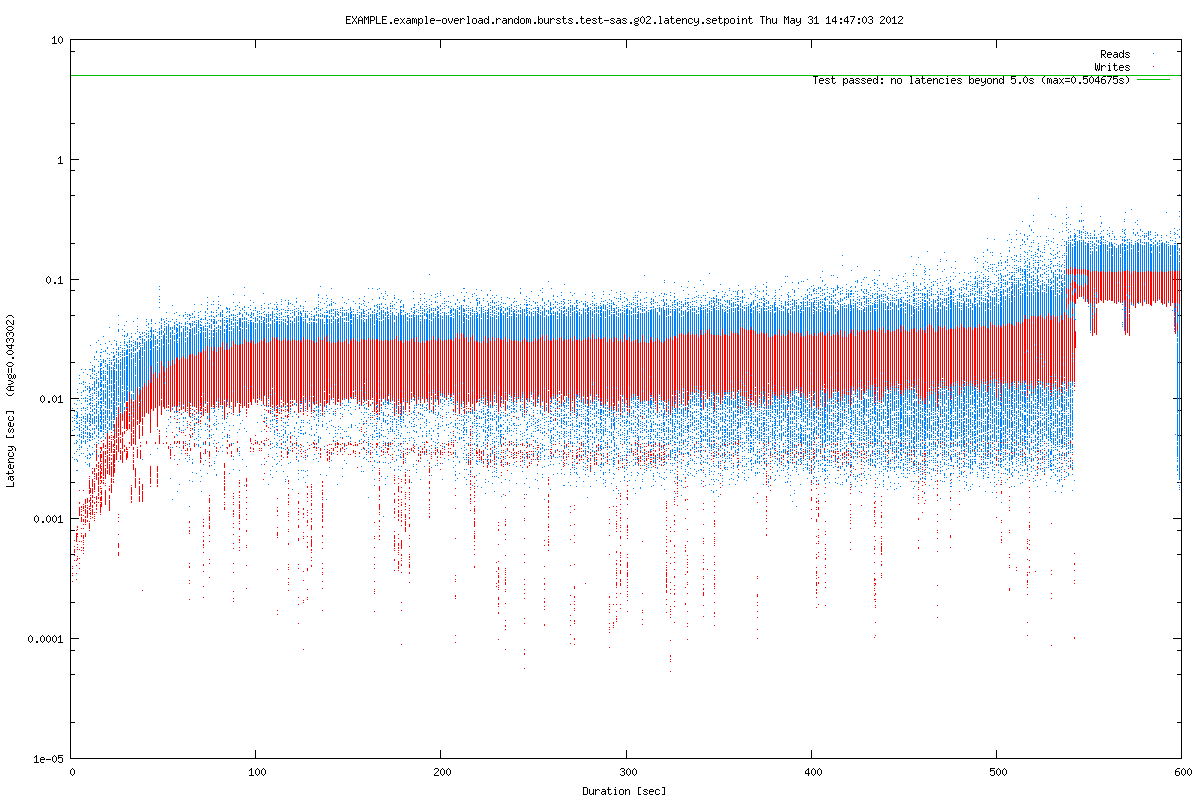 EXAMPLE.example-overload.random.bursts.test-sas.g02.latency.setpoint Thu May 31 14:47:03 2012
10
Reads
Writes
Test passed: no latencies beyond 5.0s (max=0.504675s)
1
0.1
0.01
0.001
0.0001
1e-05
Latency [sec] (Avg=0.043302)
0 100 200 300 400 500 600
Duration [sec]